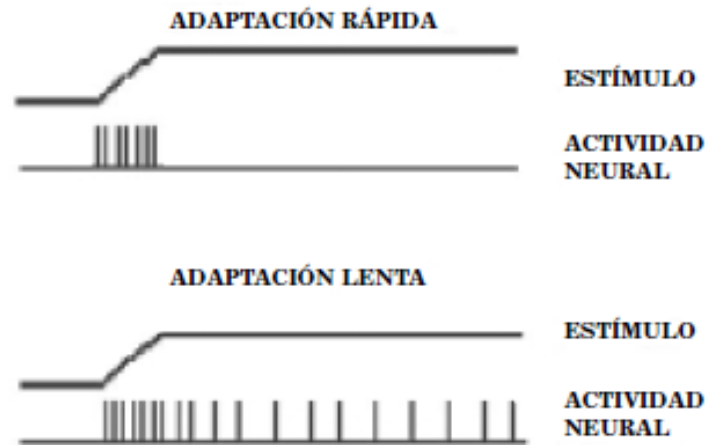 ADAPTACIÓN RÁPIDA
ESTÍMULO
ACTIVIDAD
NEURAL
ADAPTACIÓN LENTA
ESTÍMULO
ACTIVIDAD
NEURAL